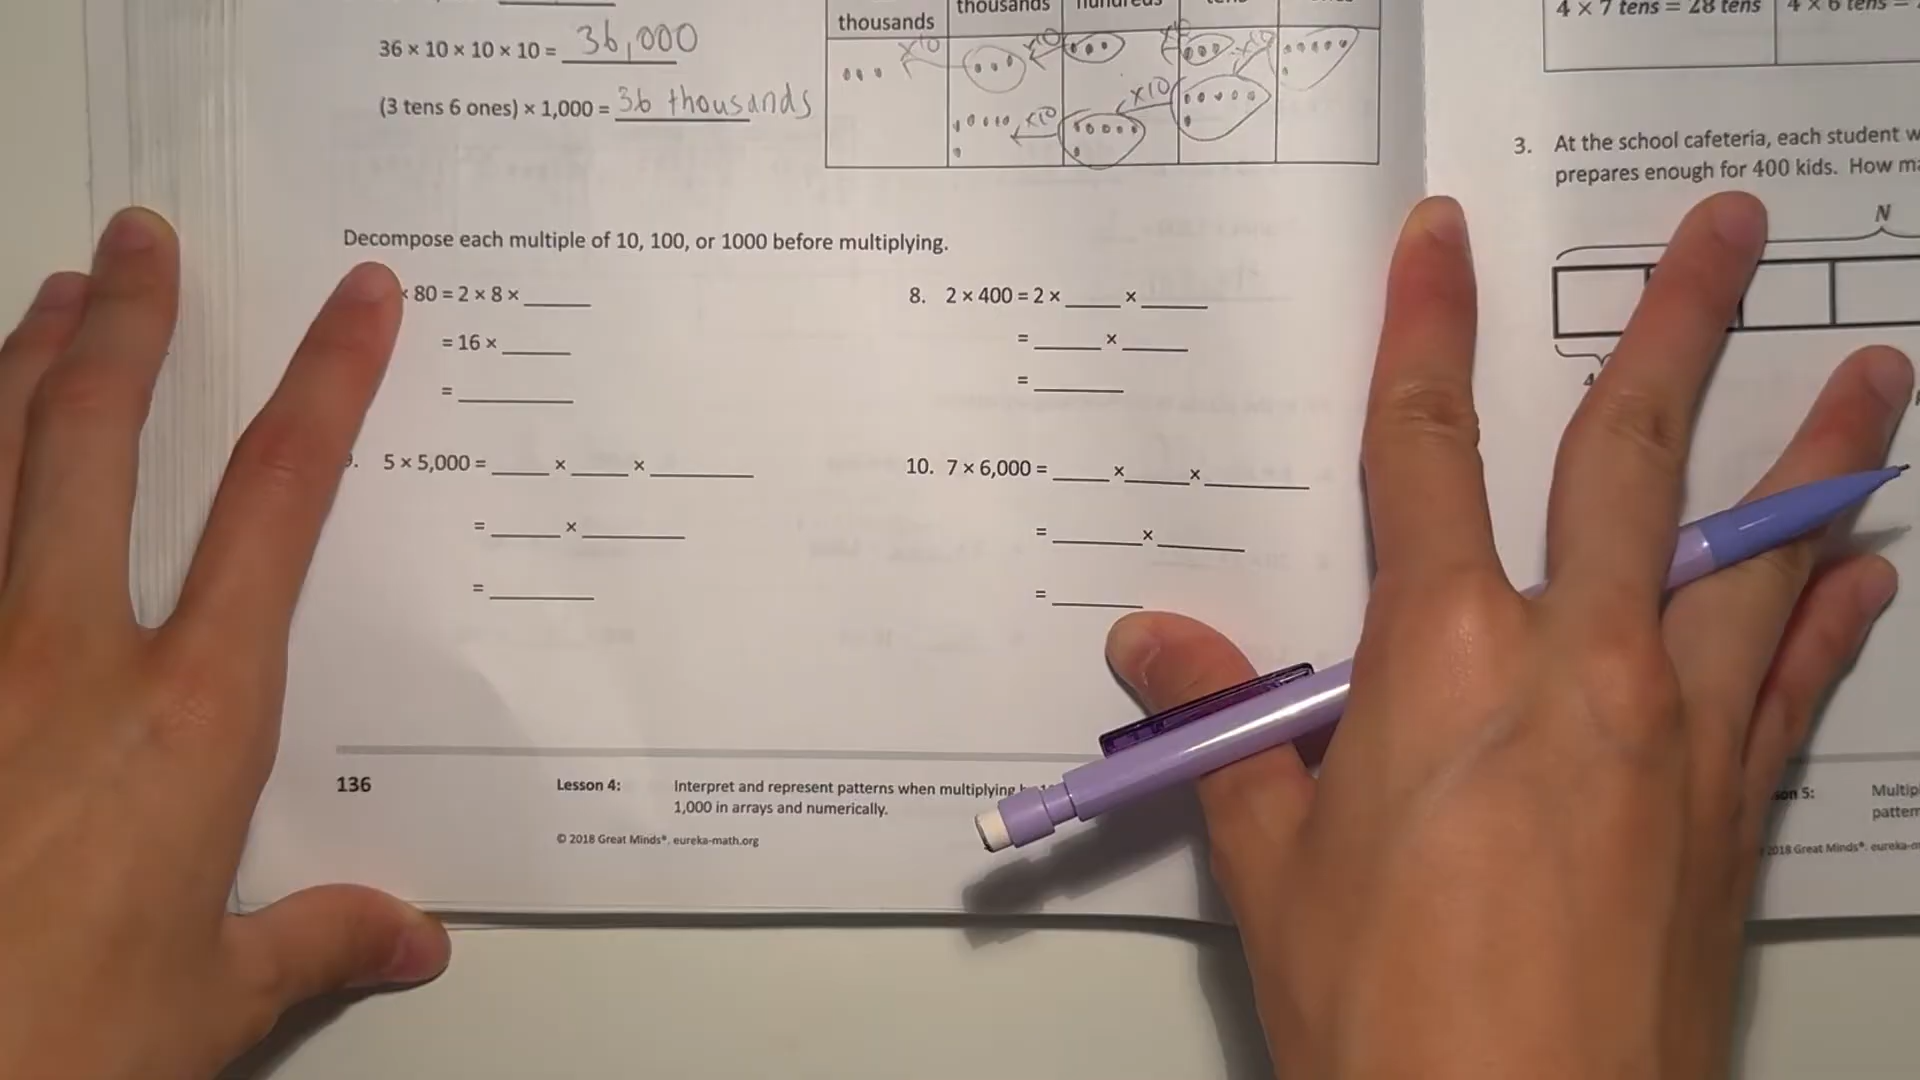 thousands thousands
36 × 10 × 10 × 10 = 36,000
×10 ×10
(3 tens 6 ones) × 1,000 = 36 thousands
×10 ×10
Decompose each multiple of 10, 100, or 1000 before multiplying.
× 80 = 2 × 8 × ______
= 16 × ______
= ______
8. 2 × 400 = 2 × ______ × ______
= ______ × ______
= ______
5 × 5,000 = ______ × ______ × ______
= ______ × ______
= ______
10. 7 × 6,000 = ______ × ______ × ______
= ______ × ______
= ______
136 Lesson 4: Interpret and represent patterns when multiplying
1,000 in arrays and numerically.
© 2018 Great Minds®. eureka-math.org
4 × 7 tens = 28 tens 4 × 6 tens =
3. At the school cafeteria, each student
prepares enough for 400 kids. How
N
4
5:
2018 Great Minds®.